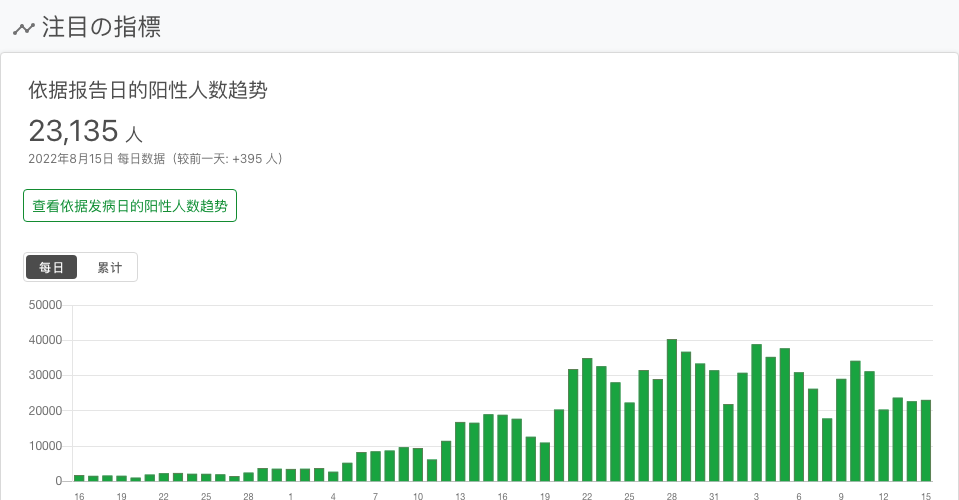 注目の指標
依据报告日的阳性人数趋势
23,135 人
2022年8月15日 每日数据（较前一天: +395 人）
查看依据发病日的阳性人数趋势
每日 累计
50000
40000
30000
20000
10000
0
16 19 22 25 28 1 4 7 10 13 16 19 22 25 28 31 3 6 9 12 15